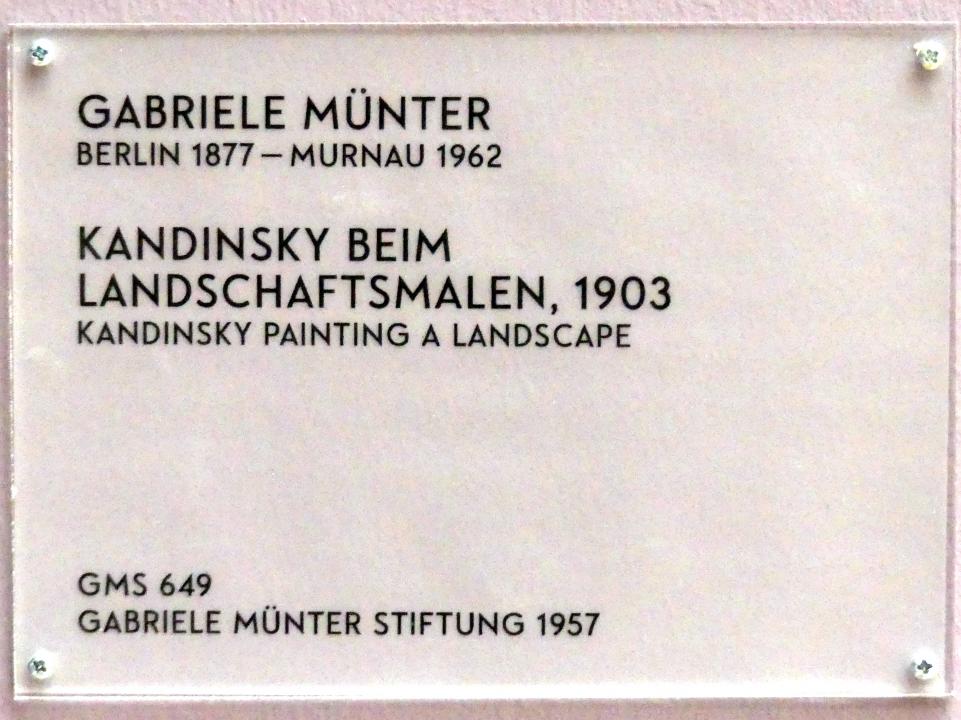 GABRIELE MÜNTER
BERLIN 1877 – MURNAU 1962
KANDINSKY BEIM
LANDSCHAFTSMALEN, 1903
KANDINSKY PAINTING A LANDSCAPE
GMS 649
GABRIELE MÜNTER STIFTUNG 1957